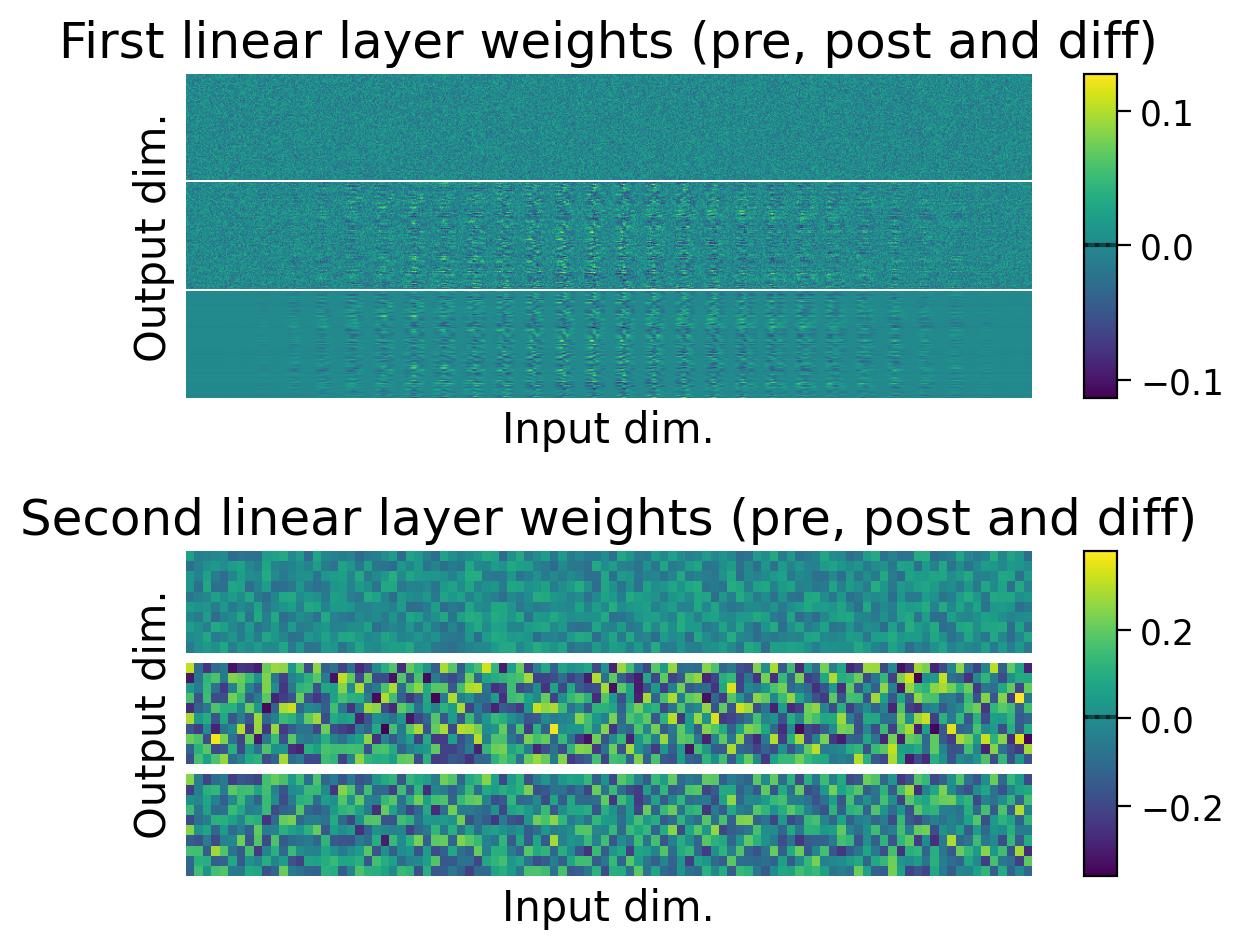 First linear layer weights (pre, post and diff)
Output dim.
0.1
0.0
−0.1
Input dim.
Second linear layer weights (pre, post and diff)
Output dim.
0.2
0.0
−0.2
Input dim.